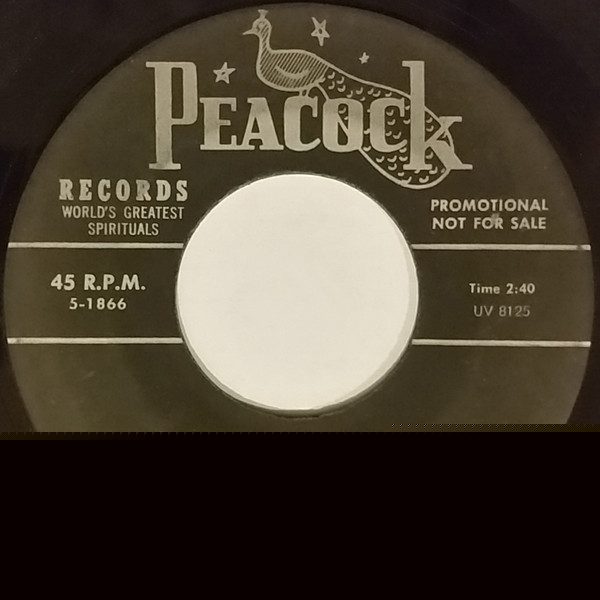 PEACOCK
RECORDS
WORLD'S GREATEST
SPIRITUALS
PROMOTIONAL
NOT FOR SALE
45 R.P.M.
5-1866
Time 2:40
UV 8125